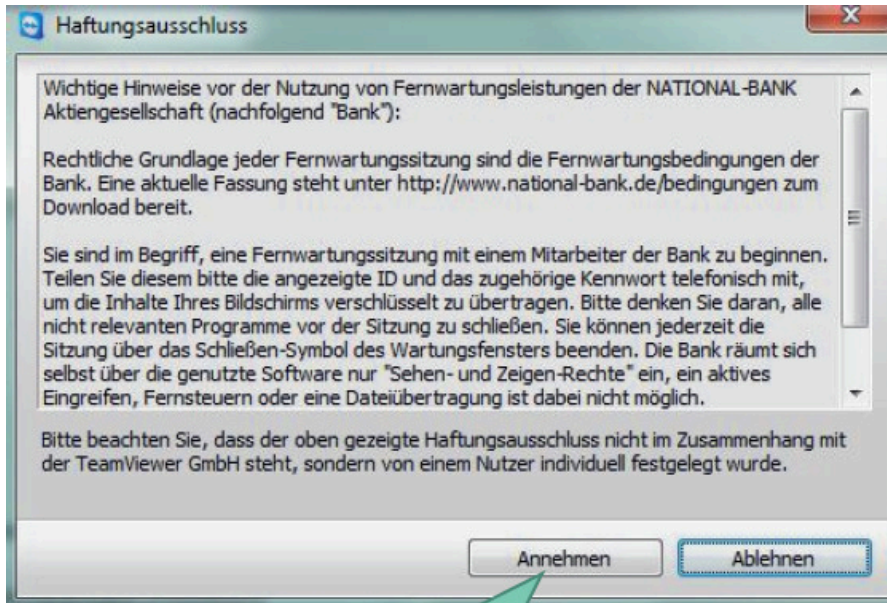 Haftungsausschluss
Wichtige Hinweise vor der Nutzung von Fernwartungsleistungen der NATIONAL-BANK
Aktiengesellschaft (nachfolgend "Bank"):
Rechtliche Grundlage jeder Fernwartungssitzung sind die Fernwartungsbedingungen der
Bank. Eine aktuelle Fassung steht unter http://www.national-bank.de/bedingungen zum
Download bereit.
Sie sind im Begriff, eine Fernwartungssitzung mit einem Mitarbeiter der Bank zu beginnen.
Teilen Sie diesem bitte die angezeigte ID und das zugehörige Kennwort telefonisch mit,
um die Inhalte Ihres Bildschirms verschlüsselt zu übertragen. Bitte denken Sie daran, alle
nicht relevanten Programme vor der Sitzung zu schließen. Sie können jederzeit die
Sitzung über das Schließen-Symbol des Wartungsfensters beenden. Die Bank räumt sich
selbst über die genutzte Software nur "Sehen- und Zeigen-Rechte" ein, ein aktives
Eingreifen, Fernsteuern oder eine Dateiübertragung ist dabei nicht möglich.
Bitte beachten Sie, dass der oben gezeigte Haftungsausschluss nicht im Zusammenhang mit
der TeamViewer GmbH steht, sondern von einem Nutzer individuell festgelegt wurde.
Annehmen
Ablehnen